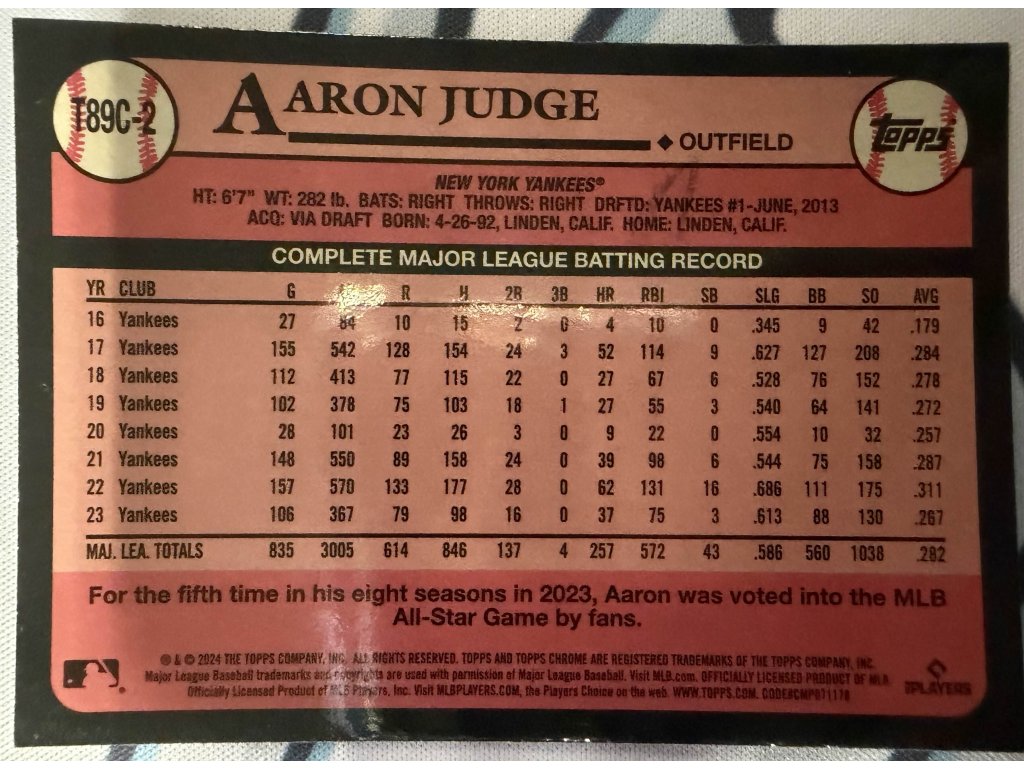 T89C-2
AARON JUDGE
◆ OUTFIELD
TOPPS
NEW YORK YANKEES®
HT: 6'7" WT: 282 lb. BATS: RIGHT THROWS: RIGHT DRFTD: YANKEES #1-JUNE, 2013
ACQ: VIA DRAFT BORN: 4-26-92, LINDEN, CALIF. HOME: LINDEN, CALIF.
COMPLETE MAJOR LEAGUE BATTING RECORD
YR CLUB G R H 2B 3B HR RBI SB SLG BB SO AVG
16 Yankees 27 84 10 15 2 0 4 10 0 .345 9 42 .179
17 Yankees 155 542 128 154 24 3 52 114 9 .627 127 208 .284
18 Yankees 112 413 77 115 22 0 27 67 6 .528 76 152 .278
19 Yankees 102 378 75 103 18 1 27 55 3 .540 64 141 .272
20 Yankees 28 101 23 26 3 0 9 22 0 .554 10 32 .257
21 Yankees 148 550 89 158 24 0 39 98 6 .544 75 158 .287
22 Yankees 157 570 133 177 28 0 62 131 16 .686 111 175 .311
23 Yankees 106 367 79 98 16 0 37 75 3 .613 88 130 .267
MAJ. LEA. TOTALS 835 3005 614 846 137 4 257 572 43 .586 560 1038 .282
For the fifth time in his eight seasons in 2023, Aaron was voted into the MLB
All-Star Game by fans.
® & © 2024 THE TOPPS COMPANY, INC. ALL RIGHTS RESERVED. TOPPS AND TOPPS CHROME ARE REGISTERED TRADEMARKS OF THE TOPPS COMPANY, INC.
Major League Baseball trademarks and copyrights are used with permission of Major League Baseball. Visit MLB.com. OFFICIALLY LICENSED PRODUCT OF MLB
Officially Licensed Product of MLB Players, Inc. Visit MLBPLAYERS.COM, the Players Choice on the web. WWW.TOPPS.COM. CODE#CMP071178
PLAYERS